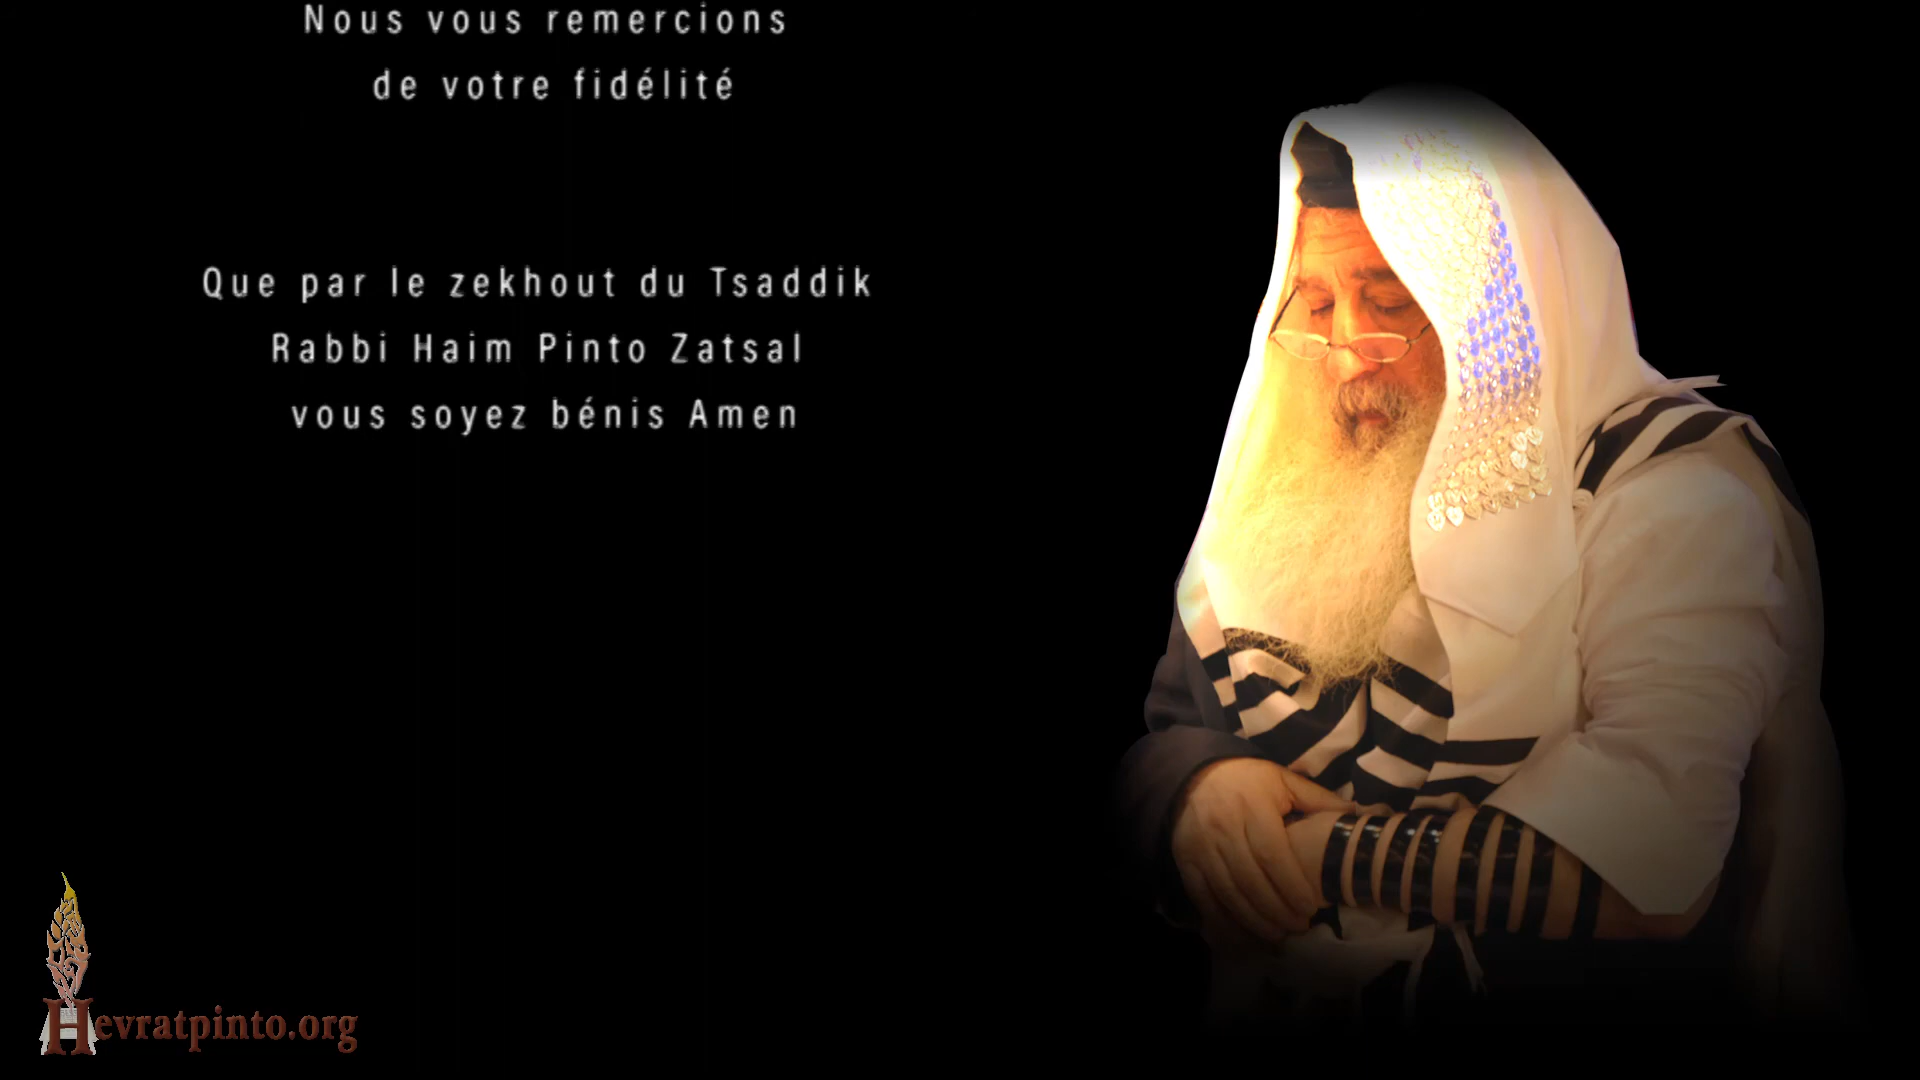 Nous vous remercions
de votre fidélité
Que par le zekhout du Tsaddik
Rabbi Haim Pinto Zatsal
vous soyez bénis Amen
Hevratpinto.org